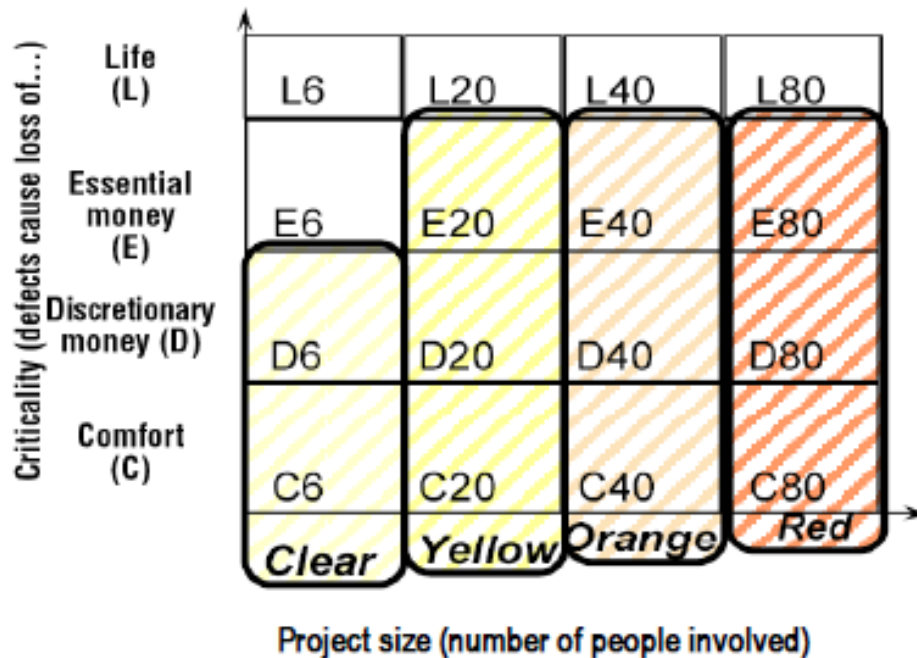 Criticality (defects cause loss of...)
Life
(L)
L6 L20 L40 L80
Essential
money
(E)
E6 E20 E40 E80
Discretionary
money (D)
D6 D20 D40 D80
Comfort
(C)
C6 C20 C40 C80
Clear Yellow Orange Red
Project size (number of people involved)